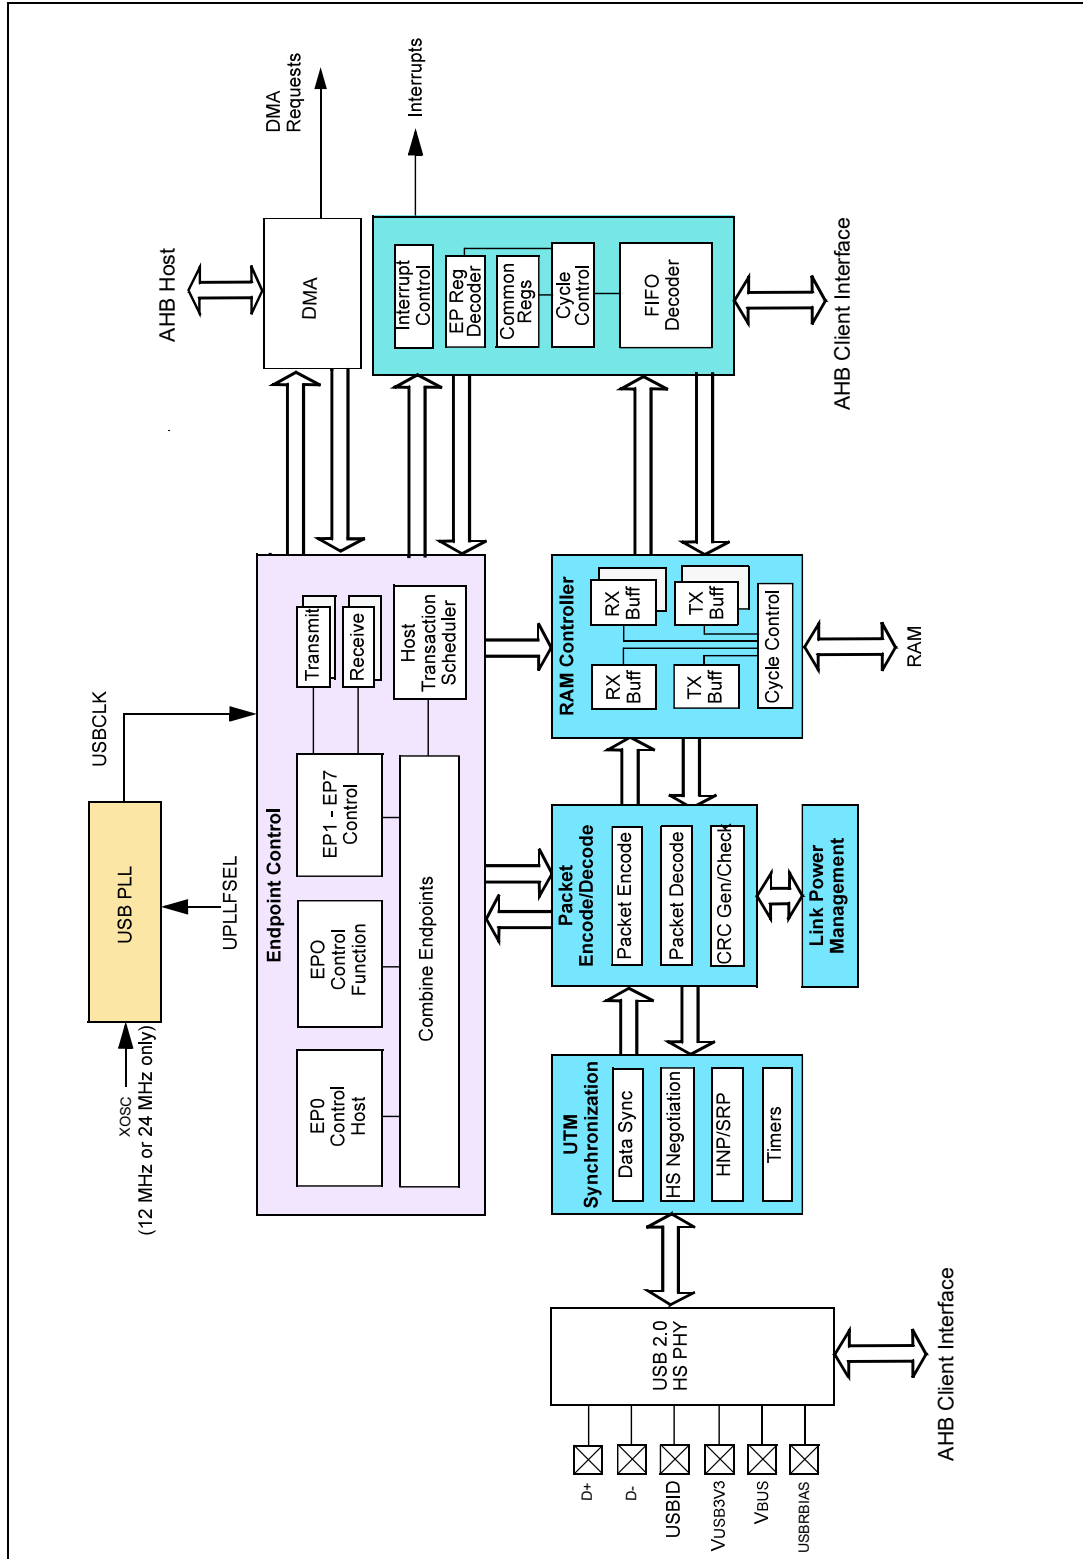 XOSC
(12 MHz or 24 MHz only)
USB PLL
UPLLFSEL
USBCLK
Endpoint Control
EP0
Control
Host
EPO
Control
Function
EP1 - EP7
Control
Combine Endpoints
Transmit
Receive
Host
Transaction
Scheduler
AHB Host
DMA
DMA
Requests
Interrupts
Interrupt
Control
EP Reg
Decoder
Common
Regs
Cycle
Control
FIFO
Decoder
AHB Client Interface
D+
D-
USBID
VUSB3V3
VBUS
USBRBIAS
USB 2.0
HS PHY
AHB Client Interface
UTM
Synchronization
Data Sync
HS Negotiation
HNP/SRP
Timers
Packet
Encode/Decode
Packet Encode
Packet Decode
CRC Gen/Check
Link Power
Management
RAM Controller
RX
Buff
RX
Buff
TX
Buff
TX
Buff
Cycle Control
RAM